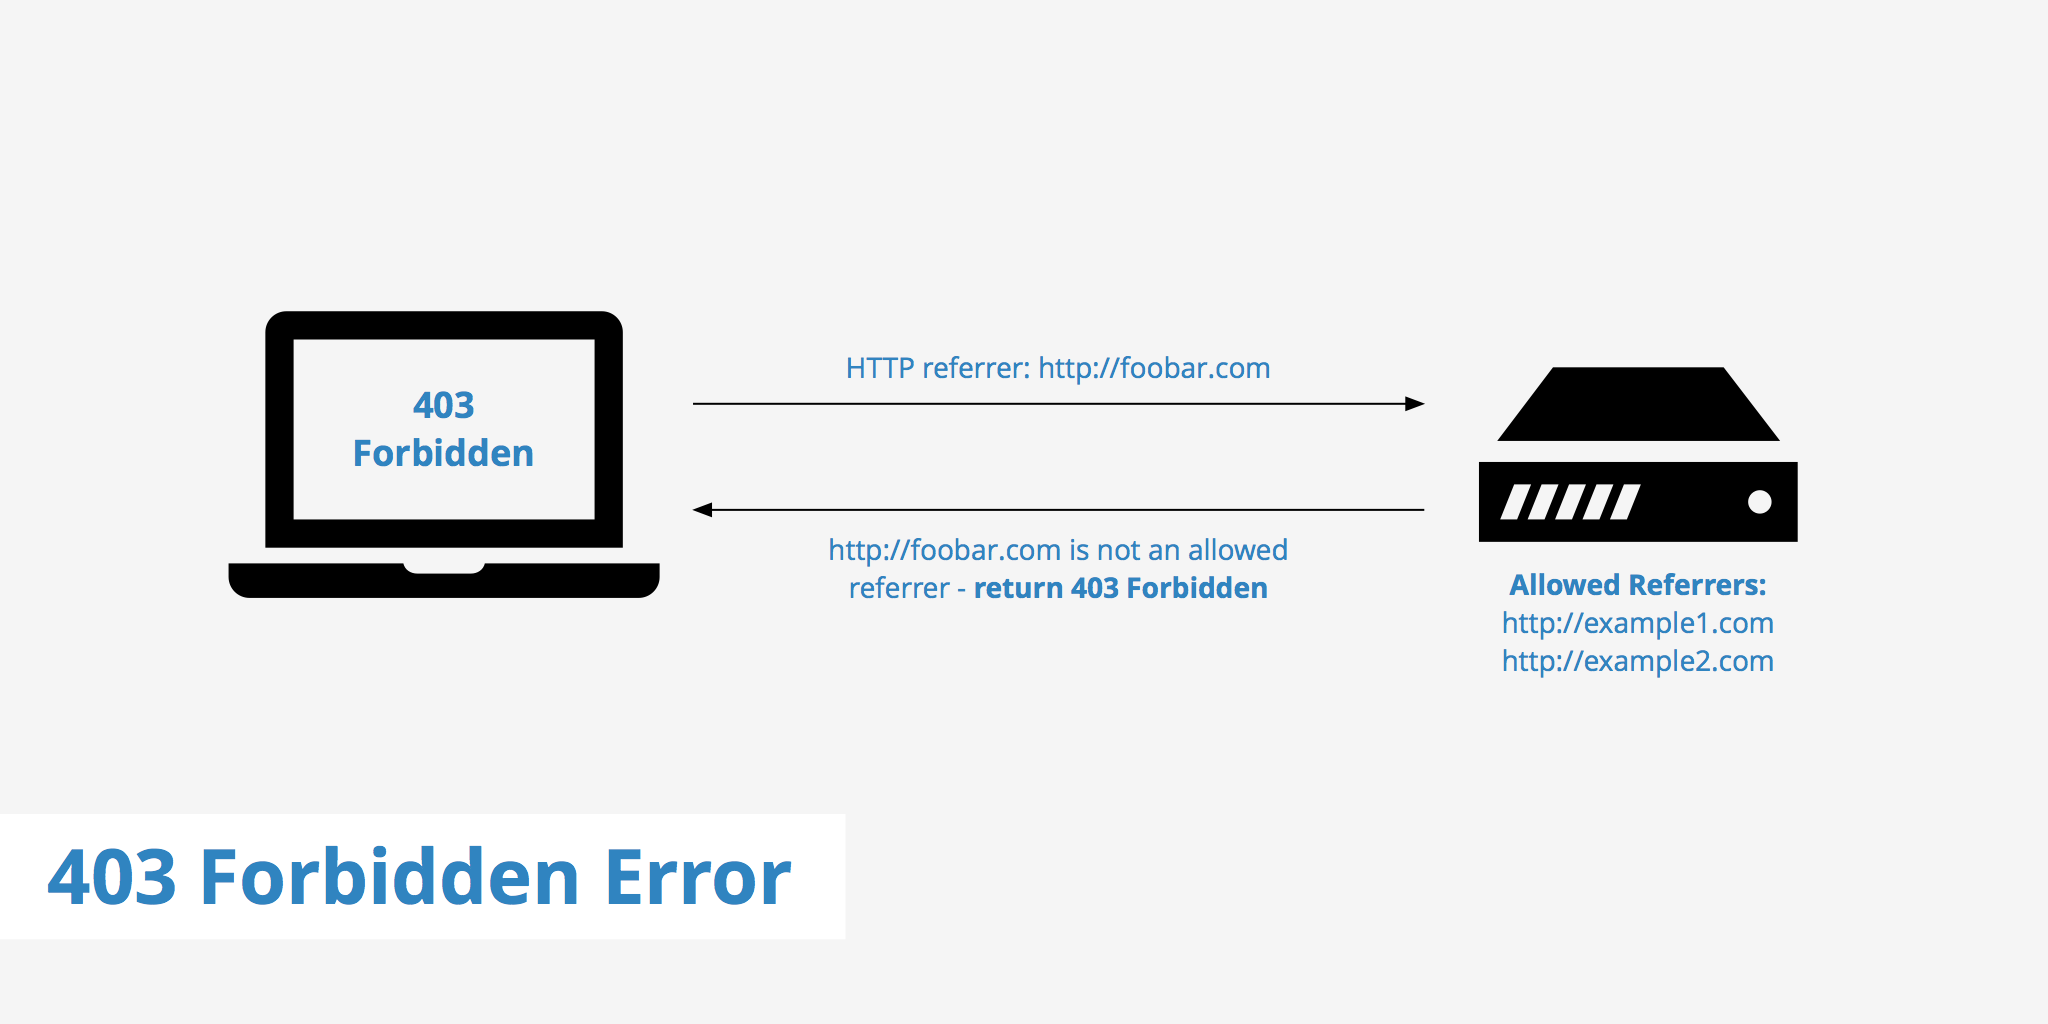 403
Forbidden
HTTP referrer: http://foobar.com
http://foobar.com is not an allowed
referrer - return 403 Forbidden
Allowed Referrers:
http://example1.com
http://example2.com
403 Forbidden Error